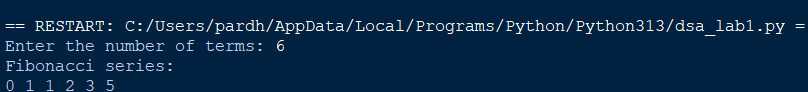 == RESTART: C:/Users/pardh/AppData/Local/Programs/Python/Python313/dsa_lab1.py =
Enter the number of terms: 6
Fibonacci series:
0 1 1 2 3 5